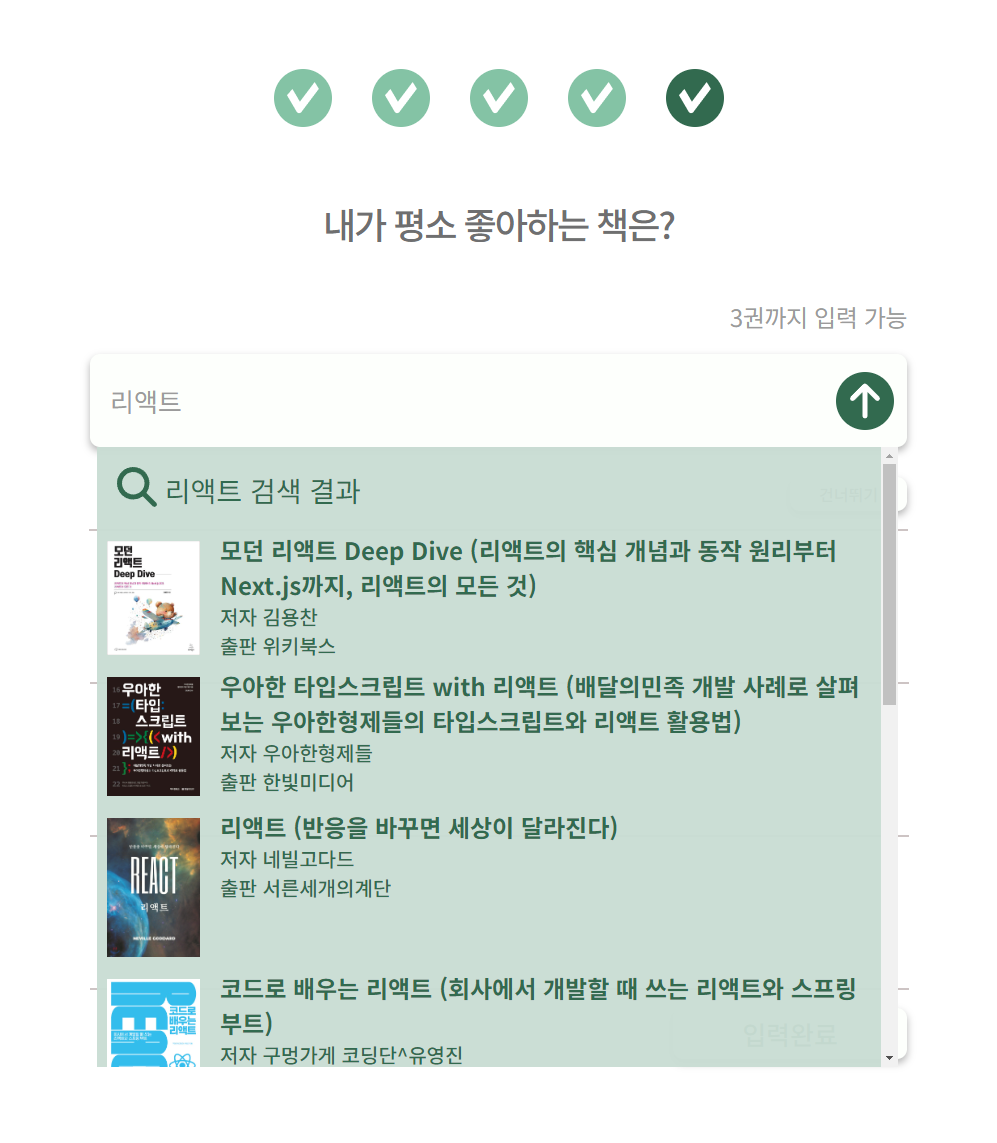 내가 평소 좋아하는 책은?
3권까지 입력 가능
리액트
리액트 검색 결과
건너뛰기
모던
리액트
Deep Dive
모던 리액트 Deep Dive (리액트의 핵심 개념과 동작 원리부터
Next.js까지, 리액트의 모든 것)
저자 김용찬
출판 위키북스
16 우아한
17 =(타입:
18 스크립트
19 )=>{(<with
20 리액트/>)
21 };
22
우아한 타입스크립트 with 리액트 (배달의민족 개발 사례로 살펴
보는 우아한형제들의 타입스크립트와 리액트 활용법)
저자 우아한형제들
출판 한빛미디어
REACT
리액트
NEVILLE GODDARD
리액트 (반응을 바꾸면 세상이 달라진다)
저자 네빌고다드
출판 서른세개의계단
코드로
배우는
리액트
코드로 배우는 리액트 (회사에서 개발할 때 쓰는 리액트와 스프링
부트)
저자 구멍가게 코딩단^유영진
입력완료